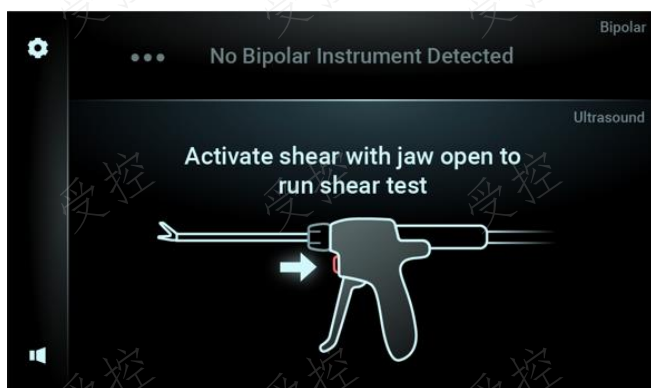 Bipolar
No Bipolar Instrument Detected
Ultrasound
Activate shear with jaw open to
run shear test
受控
受控
受控
受控
受控
受控
受控
受控
受控